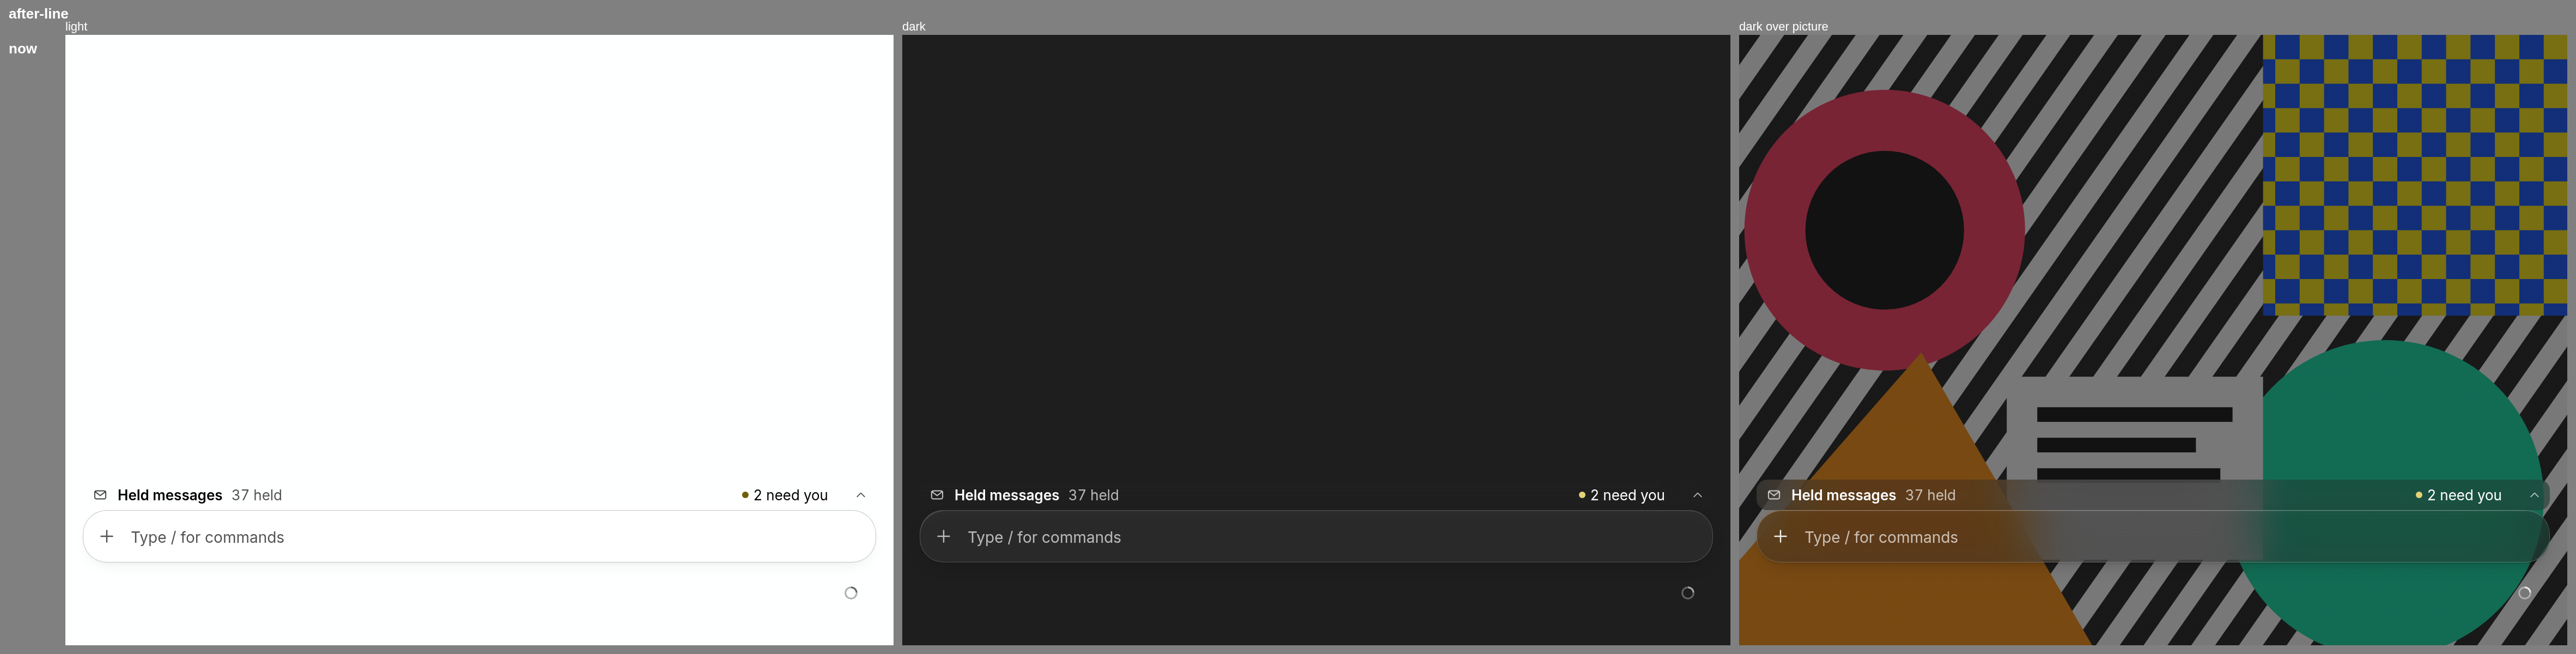 after-line
light
dark
dark over picture
now
Held messages 37 held
2 need you
Type / for commands
Held messages 37 held
2 need you
Type / for commands
Held messages 37 held
2 need you
Type / for commands